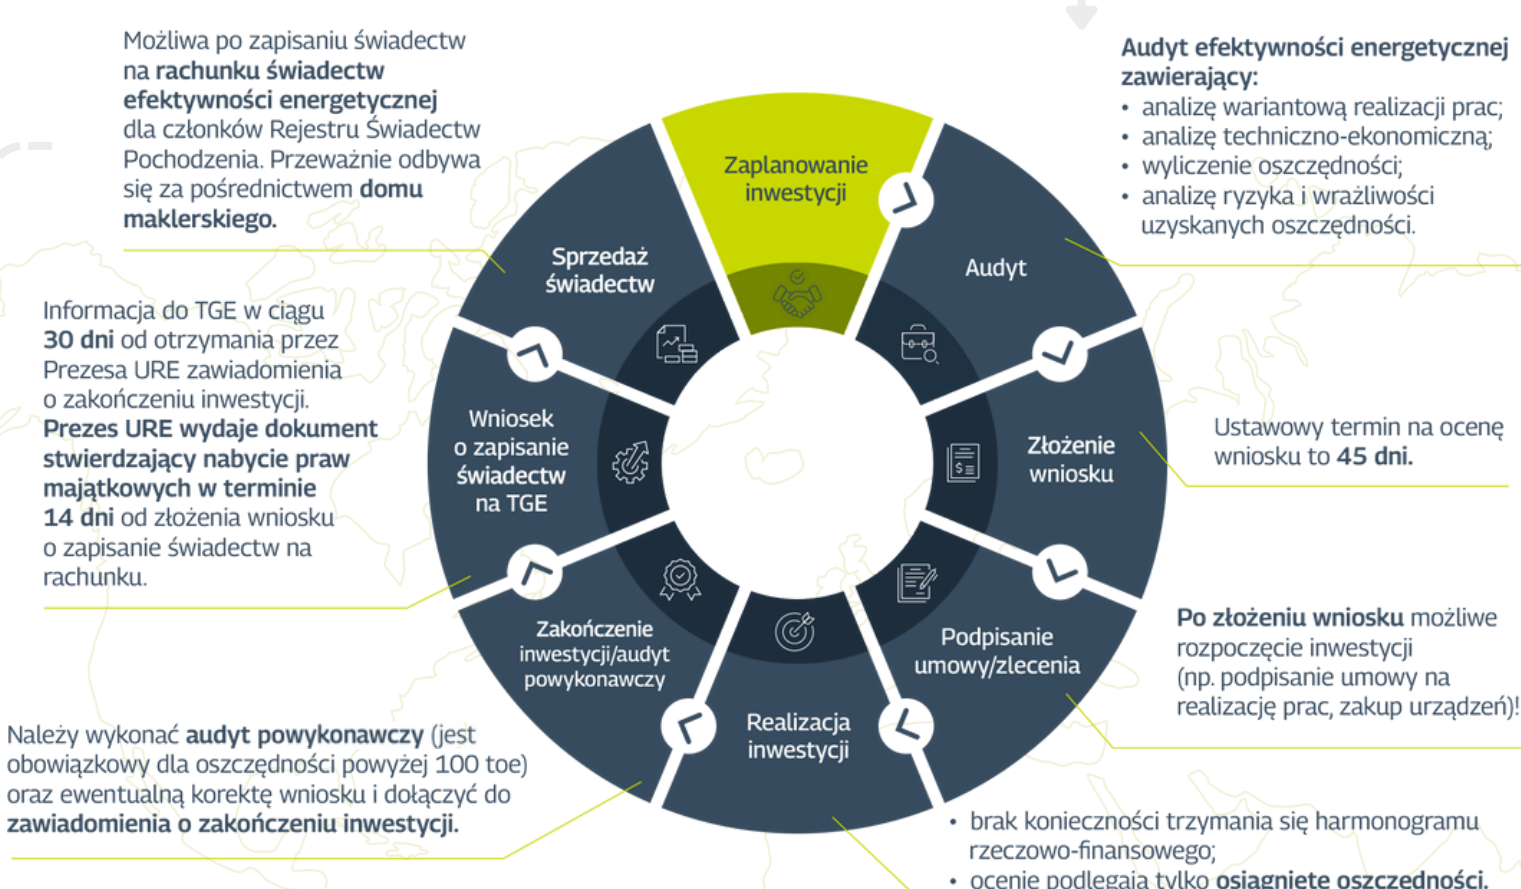 Możliwa po zapisaniu świadectw
na rachunku świadectw
efektywności energetycznej
dla członków Rejestru Świadectw
Pochodzenia. Przeważnie odbywa
się za pośrednictwem domu
maklerskiego.
Informacja do TGE w ciągu
30 dni od otrzymania przez
Prezesa URE zawiadomienia
o zakończeniu inwestycji.
Prezes URE wydaje dokument
stwierdzający nabycie praw
majątkowych w terminie
14 dni od złożenia wniosku
o zapisanie świadectw na
rachunku.
Należy wykonać audyt powykonawczy (jest
obowiązkowy dla oszczędności powyżej 100 toe)
oraz ewentualną korektę wniosku i dołączyć do
zawiadomienia o zakończeniu inwestycji.
Zaplanowanie
inwestycji
Audyt
Złożenie
wniosku
Podpisanie
umowy/zlecenia
Realizacja
inwestycji
Zakończenie
inwestycji/audyt
powykonawczy
Wniosek
o zapisanie
świadectw
na TGE
Sprzedaż
świadectw
Audyt efektywności energetycznej
zawierający:
• analizę wariantową realizacji prac;
• analizę techniczno-ekonomiczną;
• wyliczenie oszczędności;
• analizę ryzyka i wrażliwości
uzyskanych oszczędności.
Ustawowy termin na ocenę
wniosku to 45 dni.
Po złożeniu wniosku możliwe
rozpoczęcie inwestycji
(np. podpisanie umowy na
realizację prac, zakup urządzeń)!
• brak konieczności trzymania się harmonogramu
rzeczowo-finansowego;
• ocenie podlegają tylko osiągnięte oszczędności.